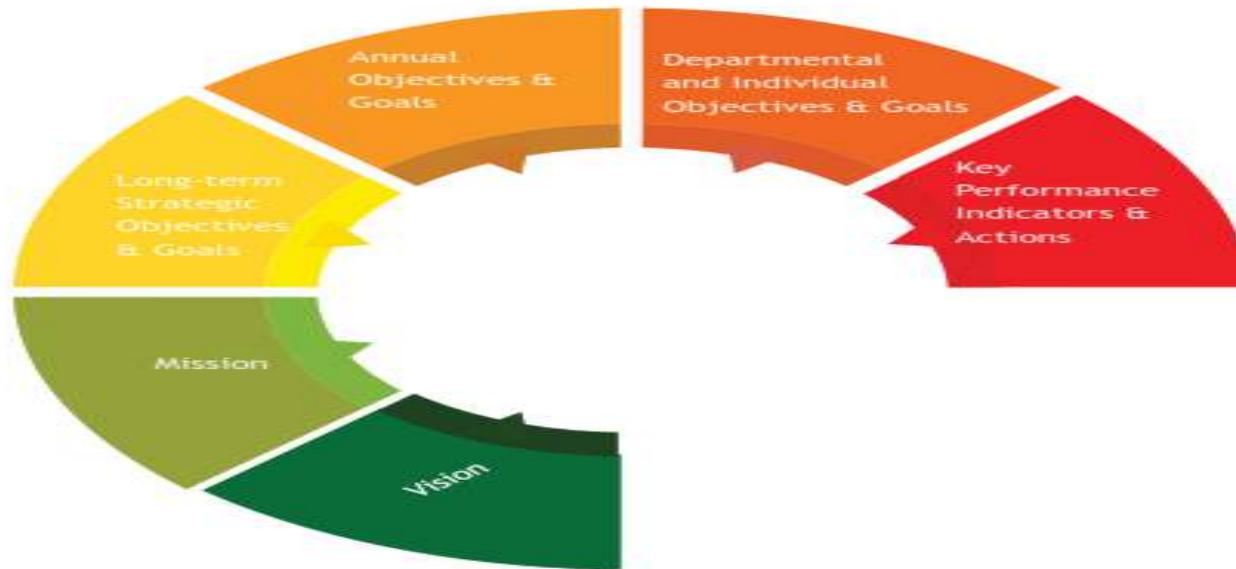 Annual
Objectives &
Goals
Departmental
and Individual
Objectives & Goals
Long-term
Strategic
Objectives
& Goals
Key
Performance
Indicators &
Actions
Mission
Vision